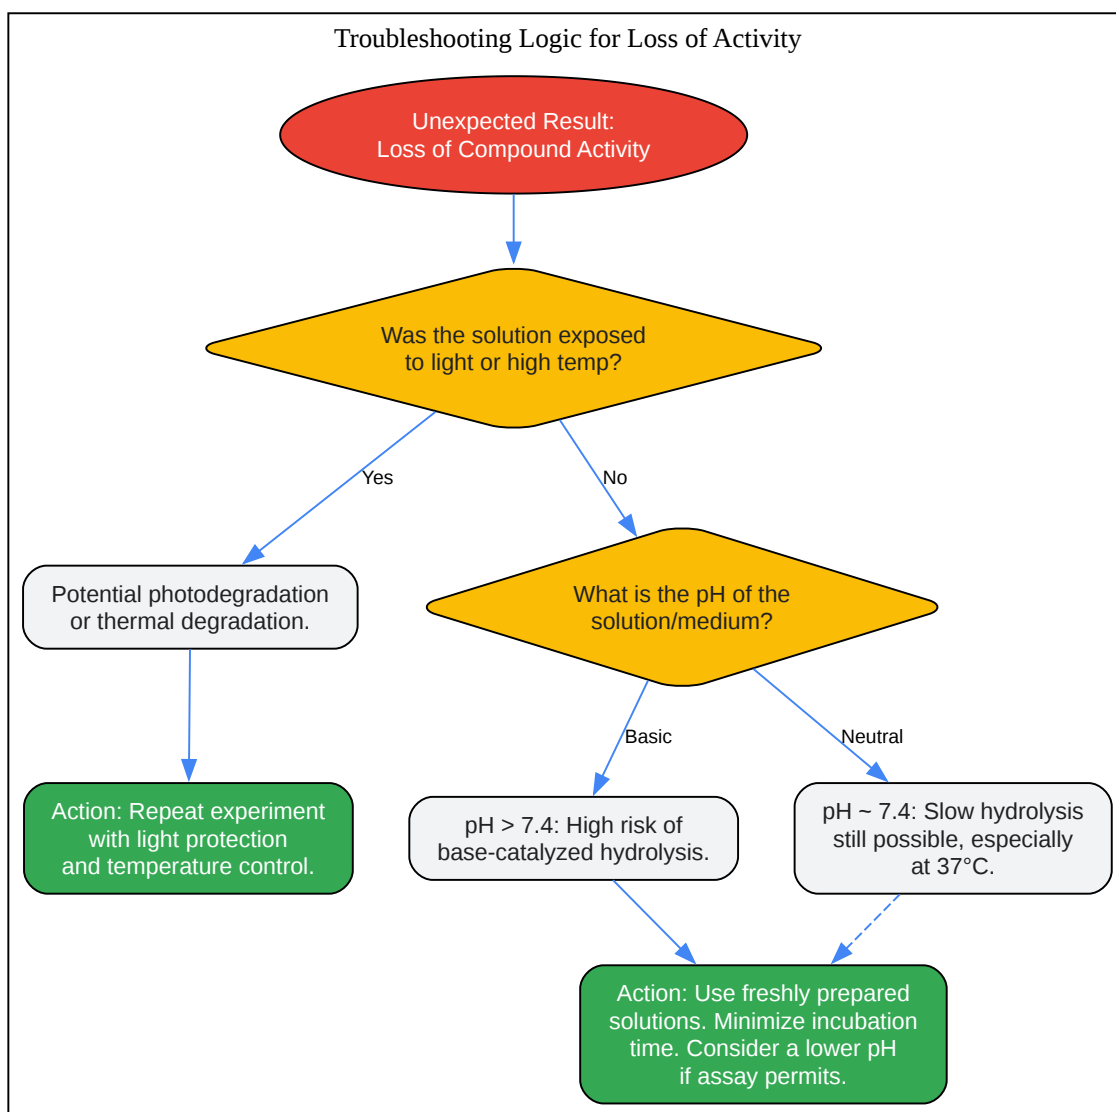 Troubleshooting Logic for Loss of Activity
Unexpected Result:
Loss of Compound Activity
Was the solution exposed
to light or high temp?
Yes
No
Potential photodegradation
or thermal degradation.
What is the pH of the
solution/medium?
Basic
Neutral
Action: Repeat experiment
with light protection
and temperature control.
pH > 7.4: High risk of
base-catalyzed hydrolysis.
pH ~ 7.4: Slow hydrolysis
still possible, especially
at 37°C.
Action: Use freshly prepared
solutions. Minimize incubation
time. Consider a lower pH
if assay permits.